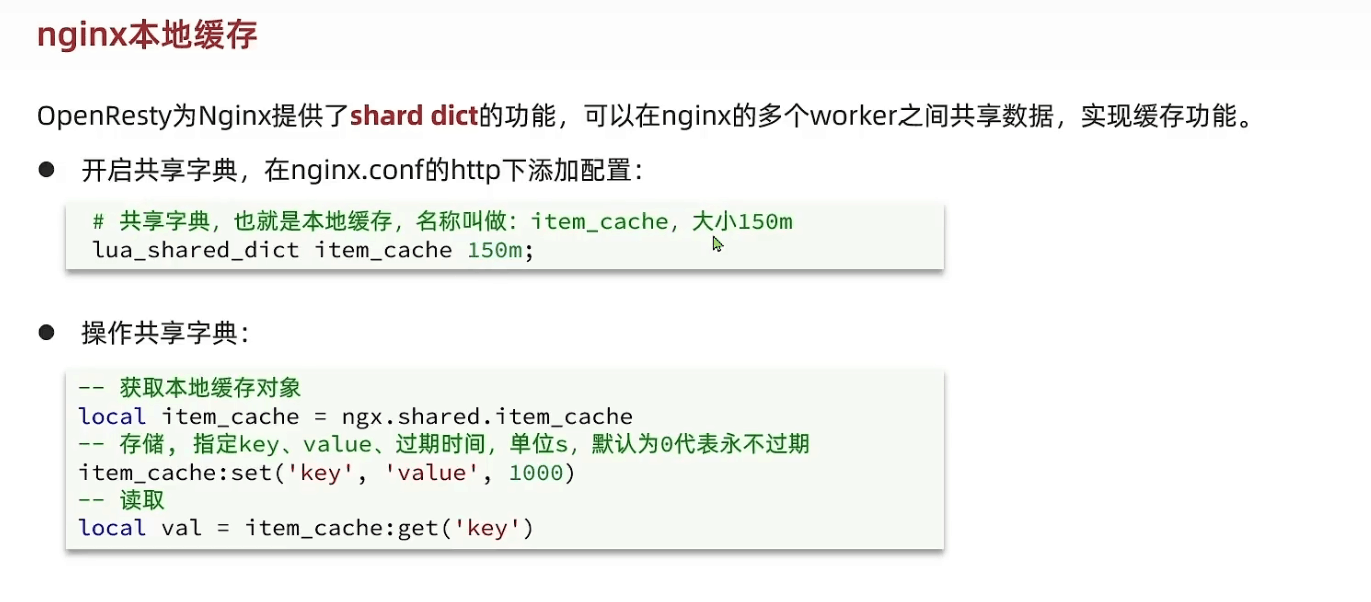 nginx本地缓存
OpenResty为Nginx提供了shard dict的功能，可以在nginx的多个worker之间共享数据，实现缓存功能。
● 开启共享字典，在nginx.conf的http下添加配置：
# 共享字典，也就是本地缓存，名称叫做：item_cache，大小150m
lua_shared_dict item_cache 150m;
● 操作共享字典：
-- 获取本地缓存对象
local item_cache = ngx.shared.item_cache
-- 存储, 指定key、value、过期时间，单位s，默认为0代表永不过期
item_cache:set('key', 'value', 1000)
-- 读取
local val = item_cache:get('key')